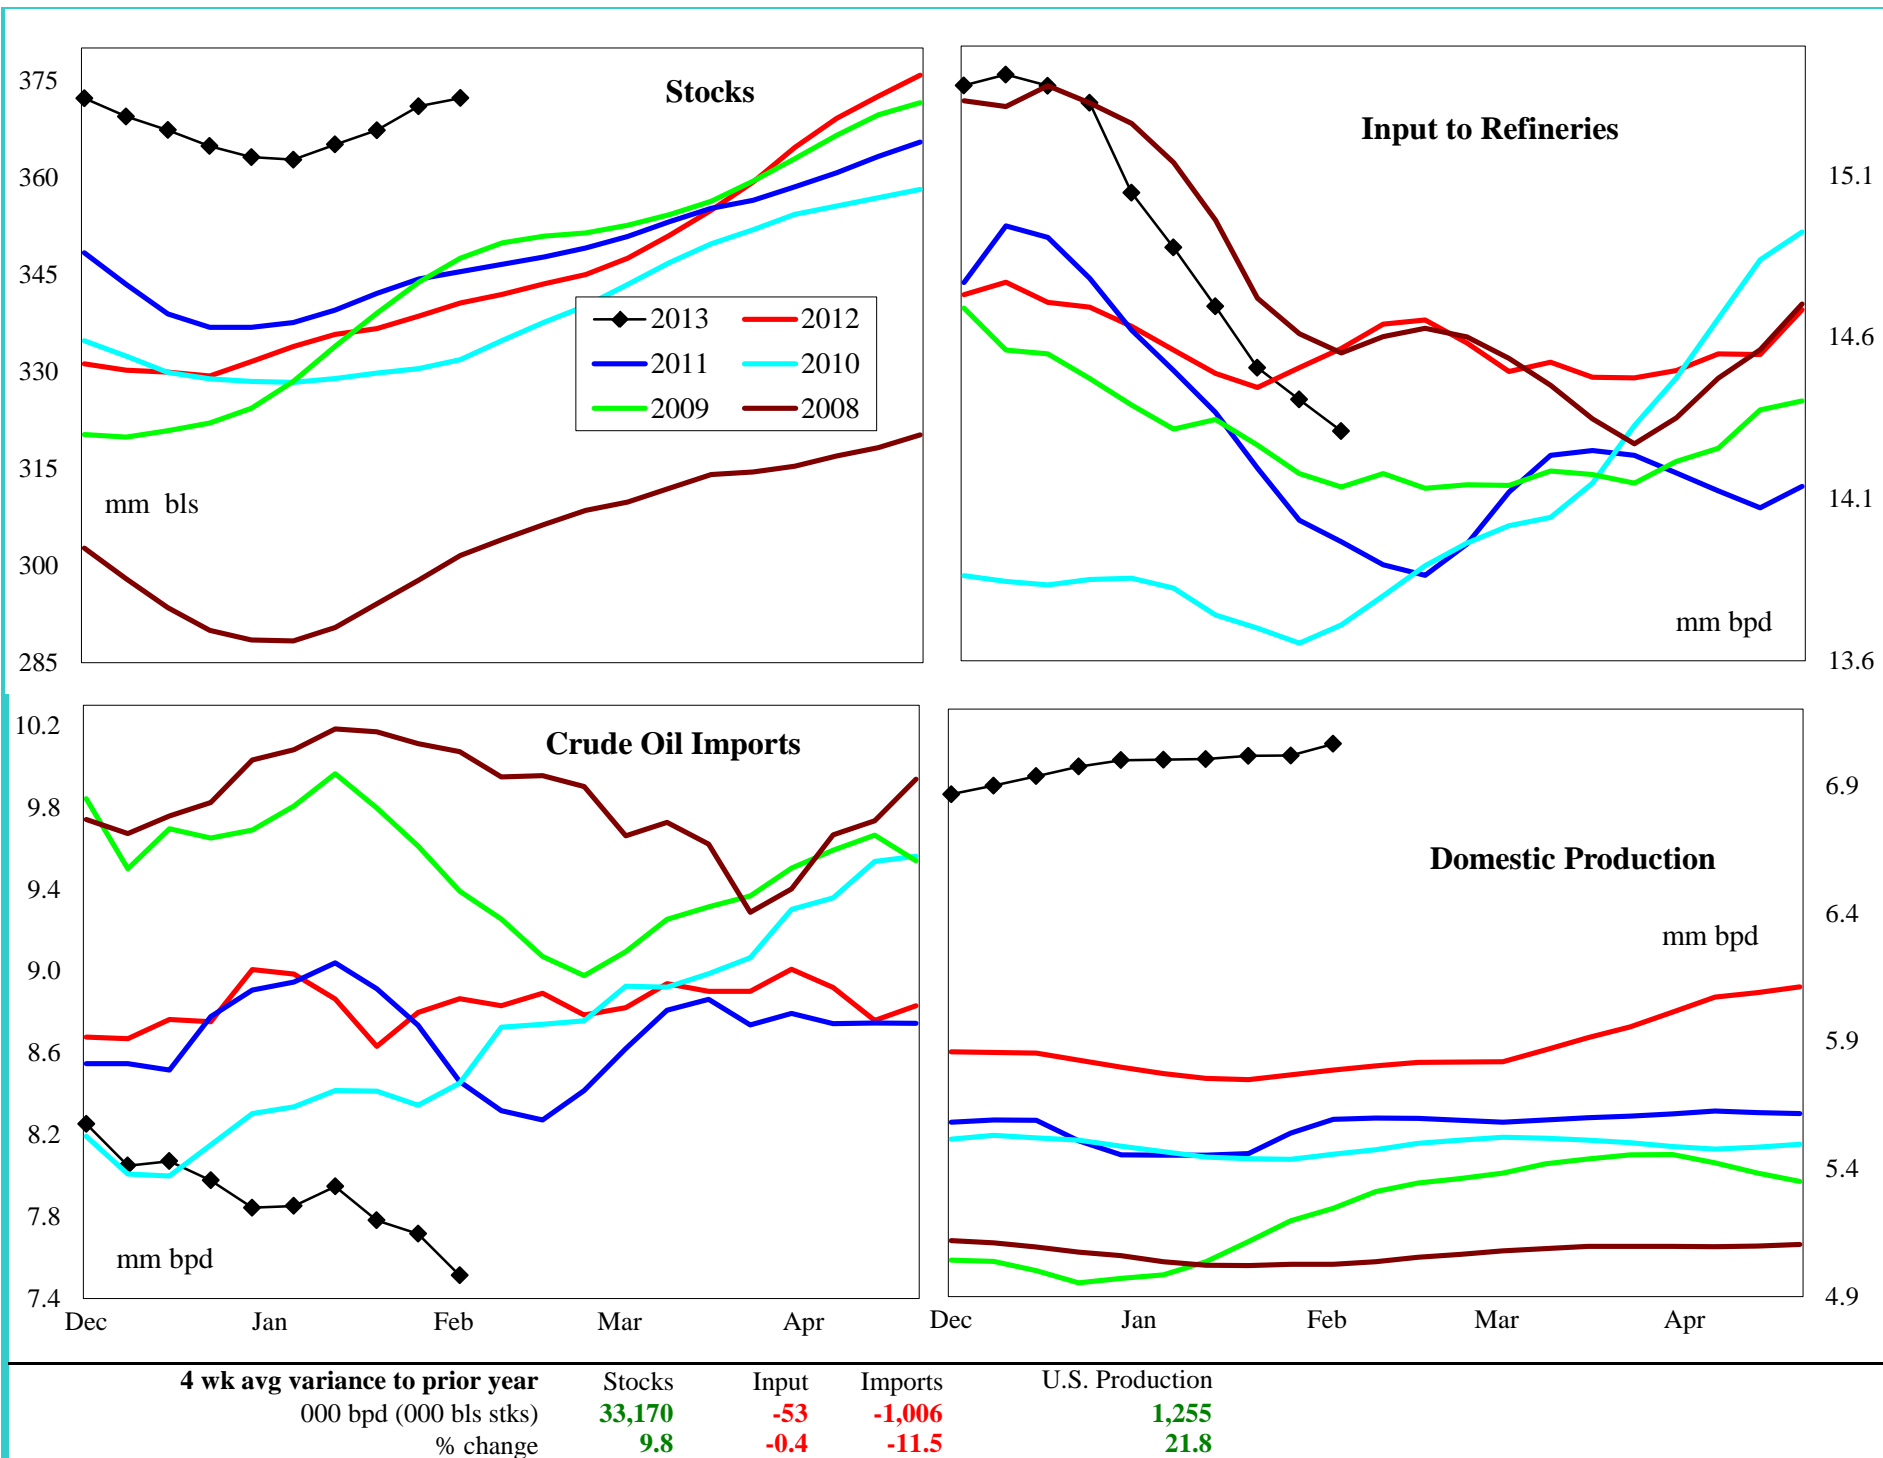 Stocks
375
360
345
330
315
300
285
mm bls
2013
2012
2011
2010
2009
2008
Input to Refineries
15.1
14.6
14.1
13.6
mm bpd
Crude Oil Imports
10.2
9.8
9.4
9.0
8.6
8.2
7.8
7.4
mm bpd
Dec Jan Feb Mar Apr
Domestic Production
mm bpd
6.9
6.4
5.9
5.4
4.9
Dec Jan Feb Mar Apr
4 wk avg variance to prior year Stocks Input Imports U.S. Production
000 bpd (000 bls stks) 33,170 -53 -1,006 1,255
% change 9.8 -0.4 -11.5 21.8